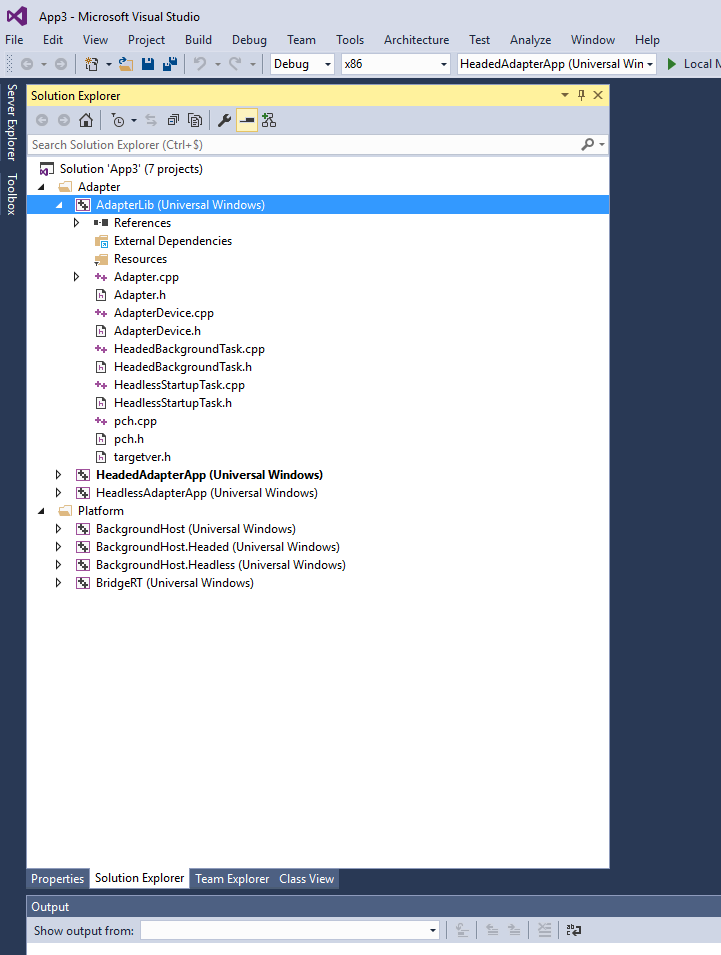 App3 - Microsoft Visual Studio
File Edit View Project Build Debug Team Tools Architecture Test Analyze Window Help
Debug x86 HeadedAdapterApp (Universal Win Local
Server Explorer
Toolbox
Solution Explorer
Search Solution Explorer (Ctrl+$)
Solution 'App3' (7 projects)
Adapter
AdapterLib (Universal Windows)
References
External Dependencies
Resources
Adapter.cpp
Adapter.h
AdapterDevice.cpp
AdapterDevice.h
HeadedBackgroundTask.cpp
HeadedBackgroundTask.h
HeadlessStartupTask.cpp
HeadlessStartupTask.h
pch.cpp
pch.h
targetver.h
HeadedAdapterApp (Universal Windows)
HeadlessAdapterApp (Universal Windows)
Platform
BackgroundHost (Universal Windows)
BackgroundHost.Headed (Universal Windows)
BackgroundHost.Headless (Universal Windows)
BridgeRT (Universal Windows)
Properties Solution Explorer Team Explorer Class View
Output
Show output from: